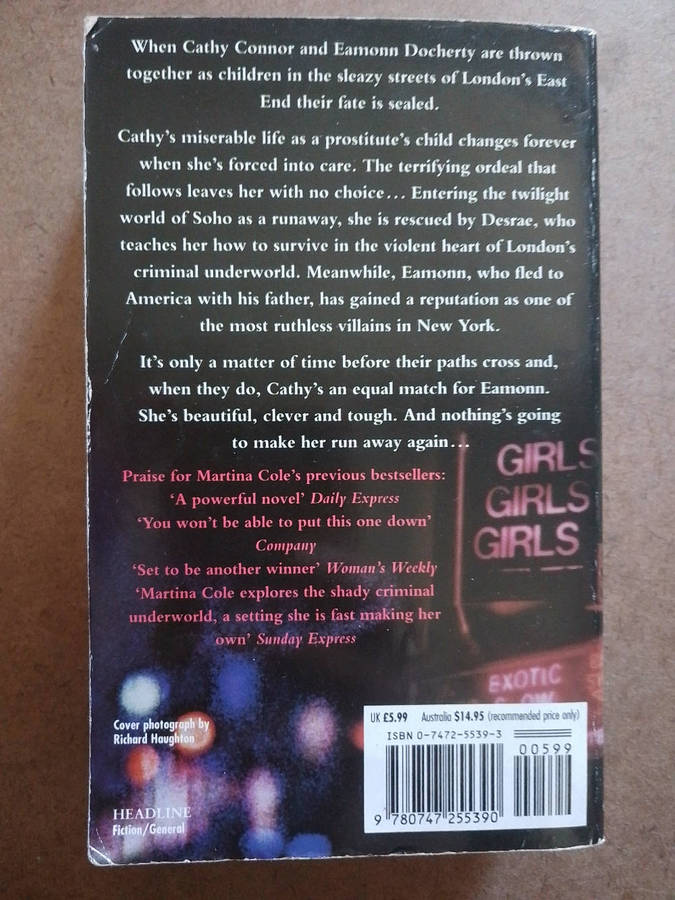 When Cathy Connor and Eamonn Docherty are thrown
together as children in the sleazy streets of London's East
End their fate is sealed.
Cathy's miserable life as a prostitute's child changes forever
when she's forced into care. The terrifying ordeal that
follows leaves her with no choice... Entering the twilight
world of Soho as a runaway, she is rescued by Desrae, who
teaches her how to survive in the violent heart of London's
criminal underworld. Meanwhile, Eamonn, who fled to
America with his father, has gained a reputation as one of
the most ruthless villains in New York.
It's only a matter of time before their paths cross and,
when they do, Cathy's an equal match for Eamonn.
She's beautiful, clever and tough. And nothing's going
to make her run away again...
Praise for Martina Cole's previous bestsellers:
'A powerful novel' Daily Express
'You won't be able to put this one down'
Company
'Set to be another winner' Woman's Weekly
'Martina Cole explores the shady criminal
underworld, a setting she is fast making her
own' Sunday Express
GIRLS
GIRLS
GIRLS
EXOTIC
Cover photograph by
Richard Haughton
HEADLINE
Fiction/General
UK £5.99 Australia $14.95 (recommended price only)
ISBN 0-7472-5539-3
00599
9 780747 255390